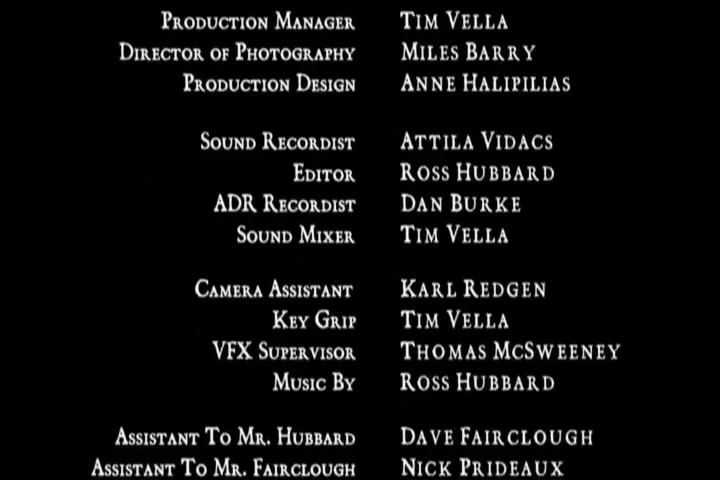 Production Manager Tim Vella
Director of Photography Miles Barry
Production Design Anne Halipilias
Sound Recordist Attila Vidacs
Editor Ross Hubbard
ADR Recordist Dan Burke
Sound Mixer Tim Vella
Camera Assistant Karl Redgen
Key Grip Tim Vella
VFX Supervisor Thomas McSweeney
Music By Ross Hubbard
Assistant To Mr. Hubbard Dave Fairclough
Assistant To Mr. Fairclough Nick Prideaux